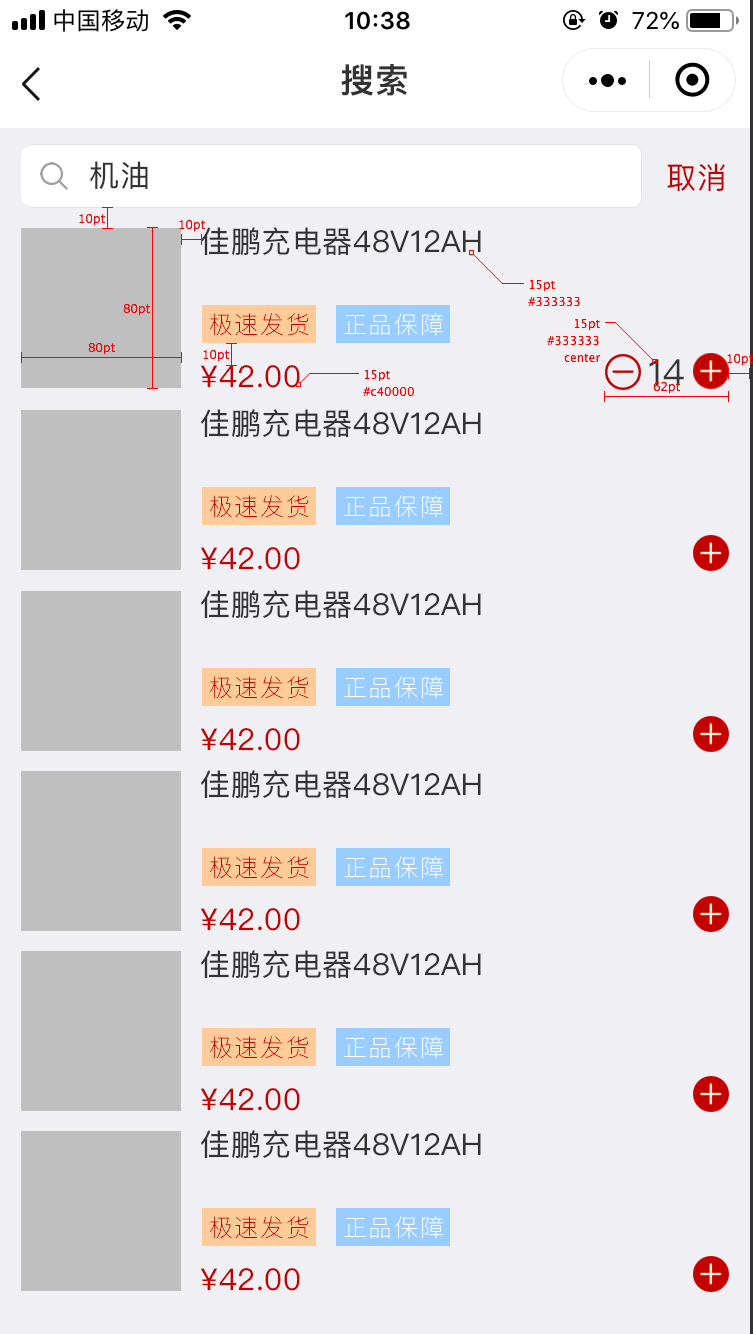 中国移动 10:38 72%
搜索
机油 取消
10pt
10pt
佳鹏充电器48V12AH
15pt
#333333
80pt
极速发货 正品保障
15pt
#333333
center
80pt
10pt
10pt
¥42.00
15pt
#c40000
14
62pt
佳鹏充电器48V12AH
极速发货 正品保障
¥42.00
佳鹏充电器48V12AH
极速发货 正品保障
¥42.00
佳鹏充电器48V12AH
极速发货 正品保障
¥42.00
佳鹏充电器48V12AH
极速发货 正品保障
¥42.00
佳鹏充电器48V12AH
极速发货 正品保障
¥42.00